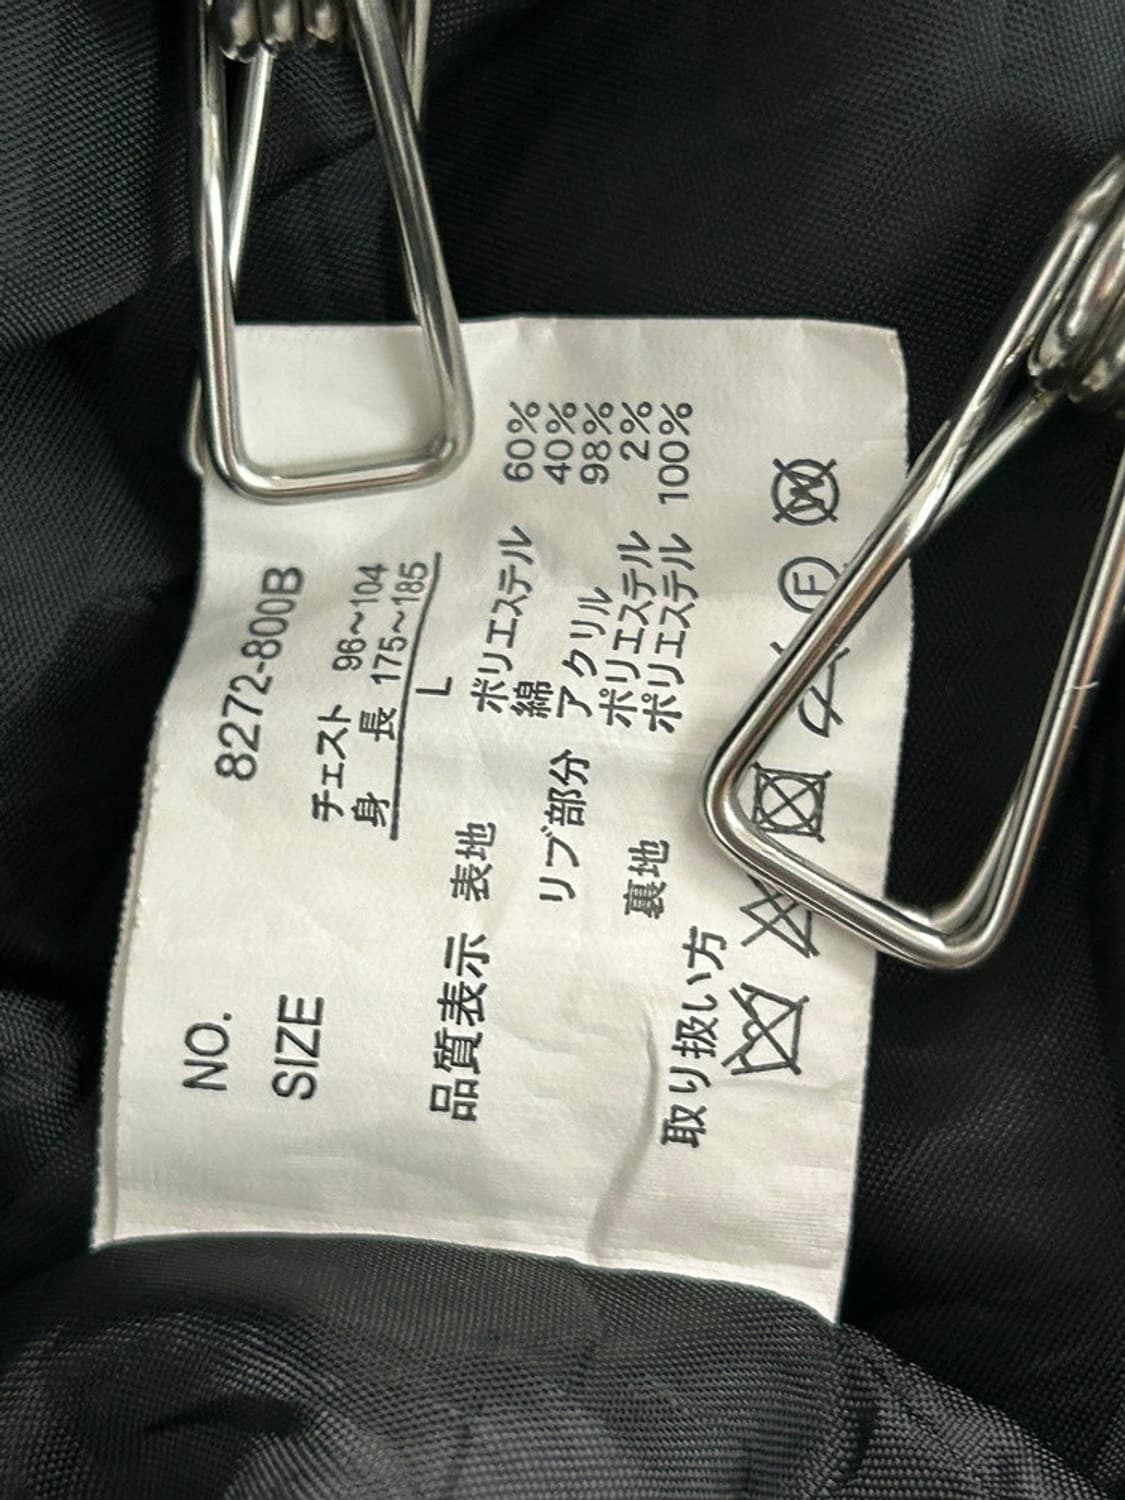 NO. 8272-800B
SIZE チェスト 96～104
身 長 175～185
L
品質表示 表地 ポリエステル 60%
綿 40%
リブ部分 アクリル 98%
ポリエステル 2%
裏地 ポリエステル 100%
取り扱い方
F W